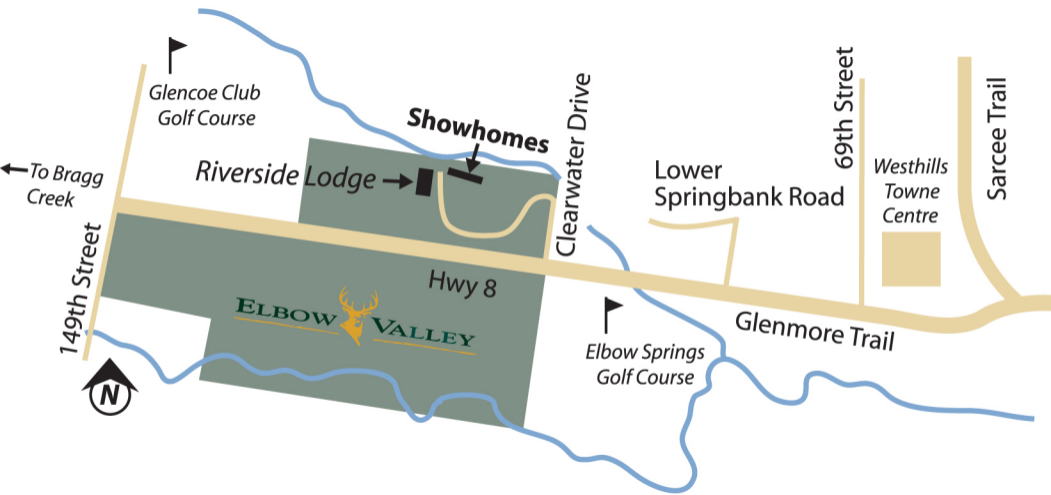 Glencoe Club
Golf Course
To Bragg
Creek
149th Street
N
Riverside Lodge
Showhomes
Clearwater Drive
Hwy 8
ELBOW VALLEY
Lower
Springbank Road
69th Street
Westhills
Towne
Centre
Sarcee Trail
Glenmore Trail
Elbow Springs
Golf Course